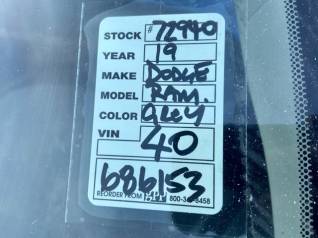 STOCK #72940
YEAR 19
MAKE DODGE
MODEL RAM.
COLOR GREY
VIN 40
686153
REORDER FROM